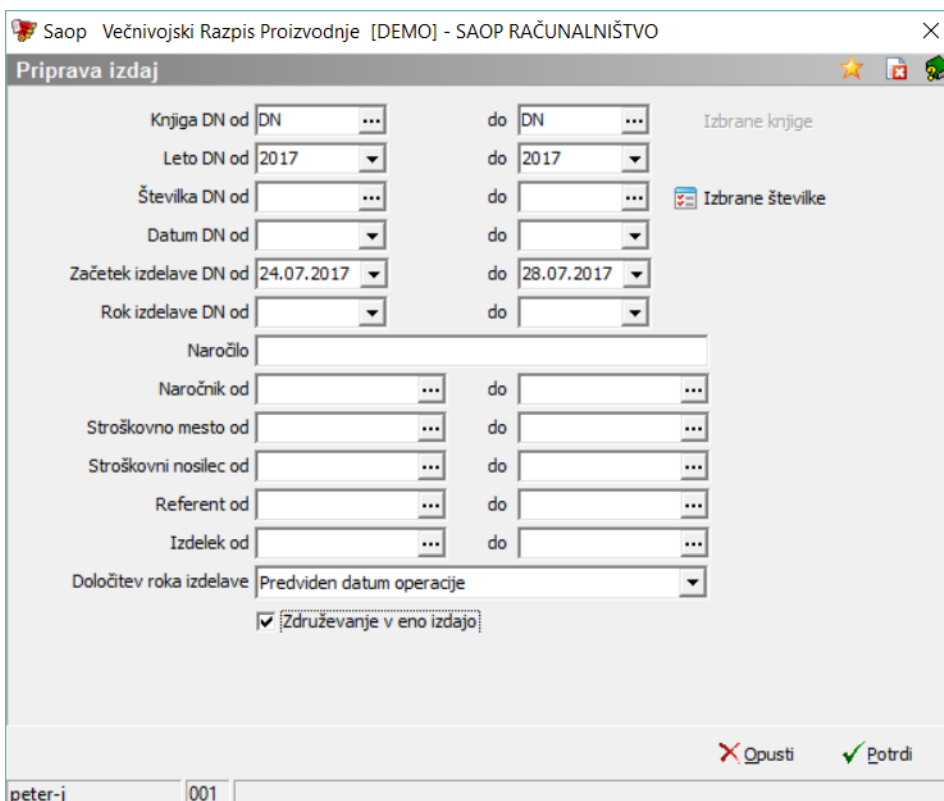 Saop Večnivojski Razpis Proizvodnje [DEMO] - SAOP RAČUNALNIŠTVO
Priprava izdaj
Knjiga DN od DN do DN Izbrane knjige
Leto DN od 2017 do 2017
Številka DN od do Izbrane številke
Datum DN od do
Začetek izdelave DN od 24.07.2017 do 28.07.2017
Rok izdelave DN od do
Naročilo
Naročnik od do
Stroškovno mesto od do
Stroškovni nosilec od do
Referent od do
Izdelek od do
Določitev roka izdelave Predviden datum operacije
Združevanje v eno izdajo
Opusti Potrdi
peter-j 001